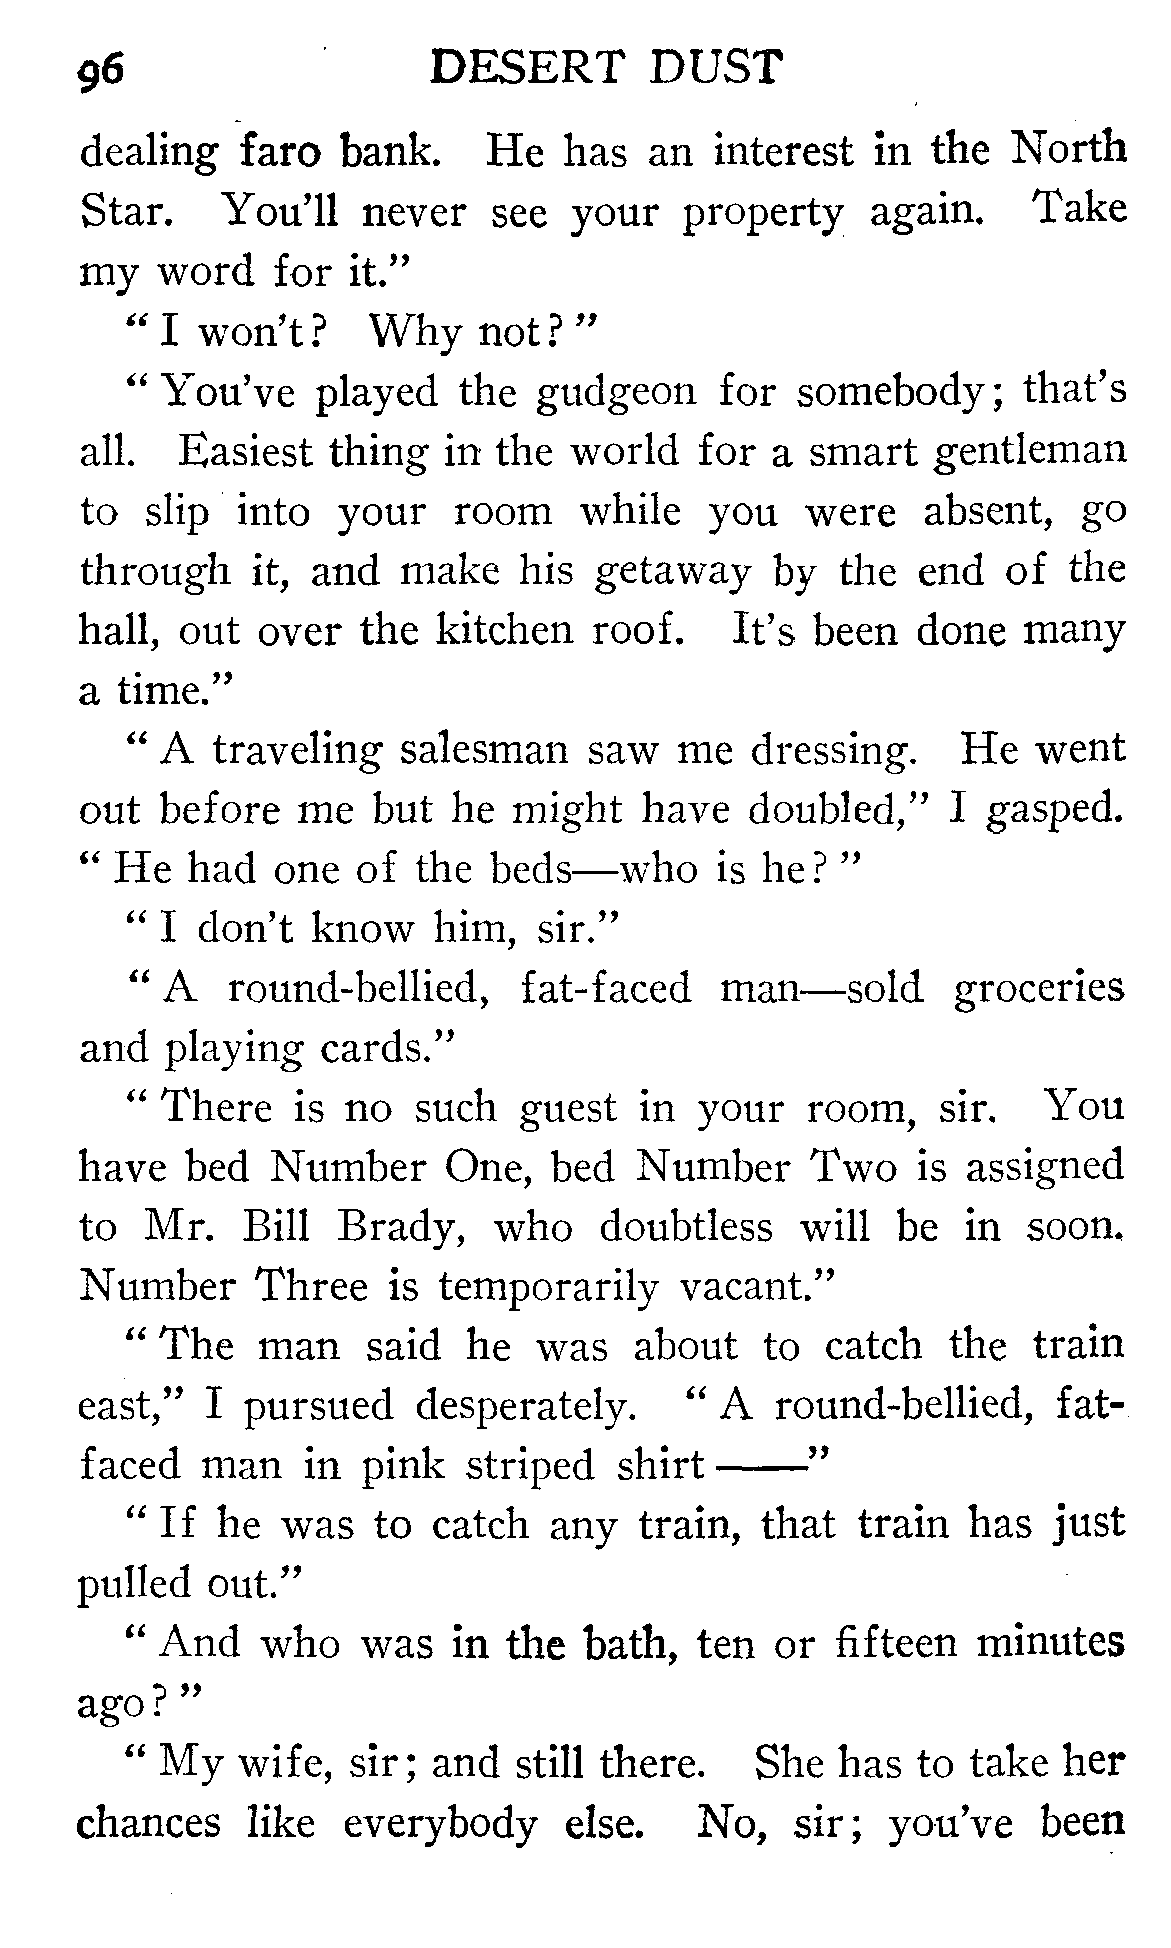 96 DESERT DUST
dealing faro bank. He has an interest in the North
Star. You'll never see your property again. Take
my word for it."
" I won't? Why not? "
" You've played the gudgeon for somebody; that's
all. Easiest thing in the world for a smart gentleman
to slip into your room while you were absent, go
through it, and make his getaway by the end of the
hall, out over the kitchen roof. It's been done many
a time."
" A traveling salesman saw me dressing. He went
out before me but he might have doubled," I gasped.
" He had one of the beds—who is he? "
" I don't know him, sir."
" A round-bellied, fat-faced man—sold groceries
and playing cards."
" There is no such guest in your room, sir. You
have bed Number One, bed Number Two is assigned
to Mr. Bill Brady, who doubtless will be in soon.
Number Three is temporarily vacant."
" The man said he was about to catch the train
east," I pursued desperately. " A round-bellied, fat-
faced man in pink striped shirt ——"
" If he was to catch any train, that train has just
pulled out."
" And who was in the bath, ten or fifteen minutes
ago? "
" My wife, sir; and still there. She has to take her
chances like everybody else. No, sir; you've been